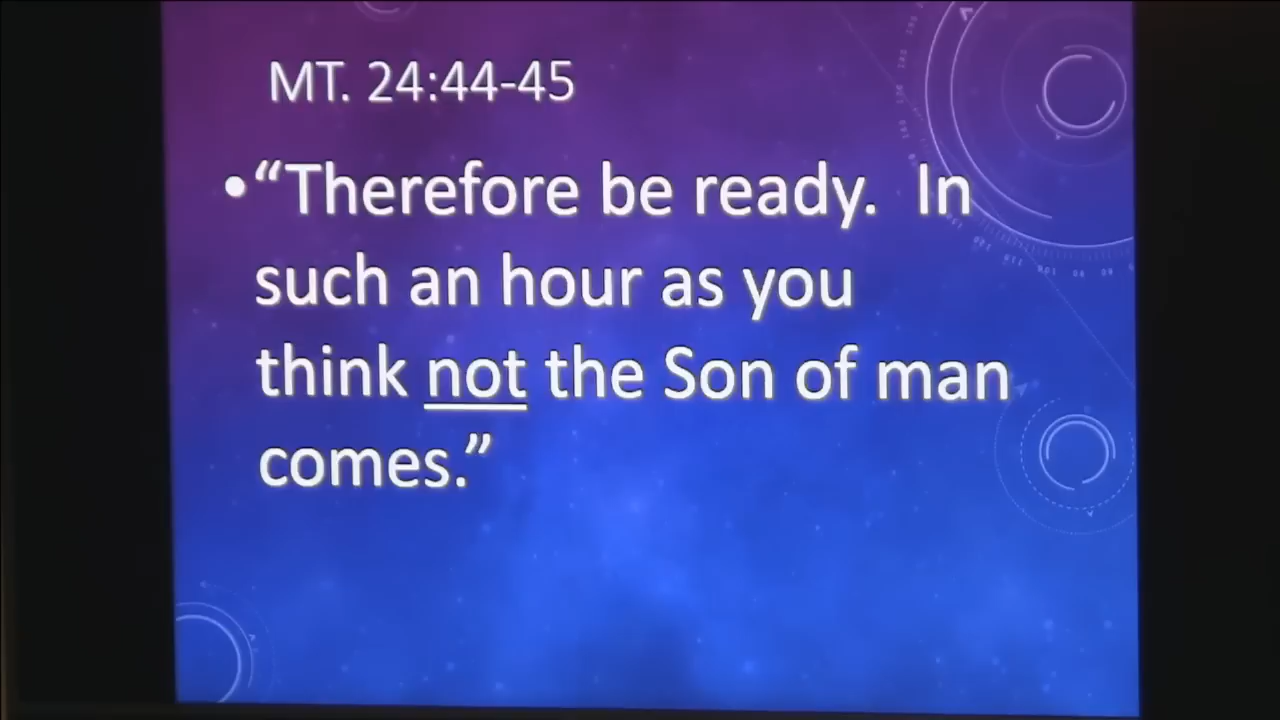 MT. 24:44-45
•“Therefore be ready.  In
such an hour as you
think not the Son of man
comes.”